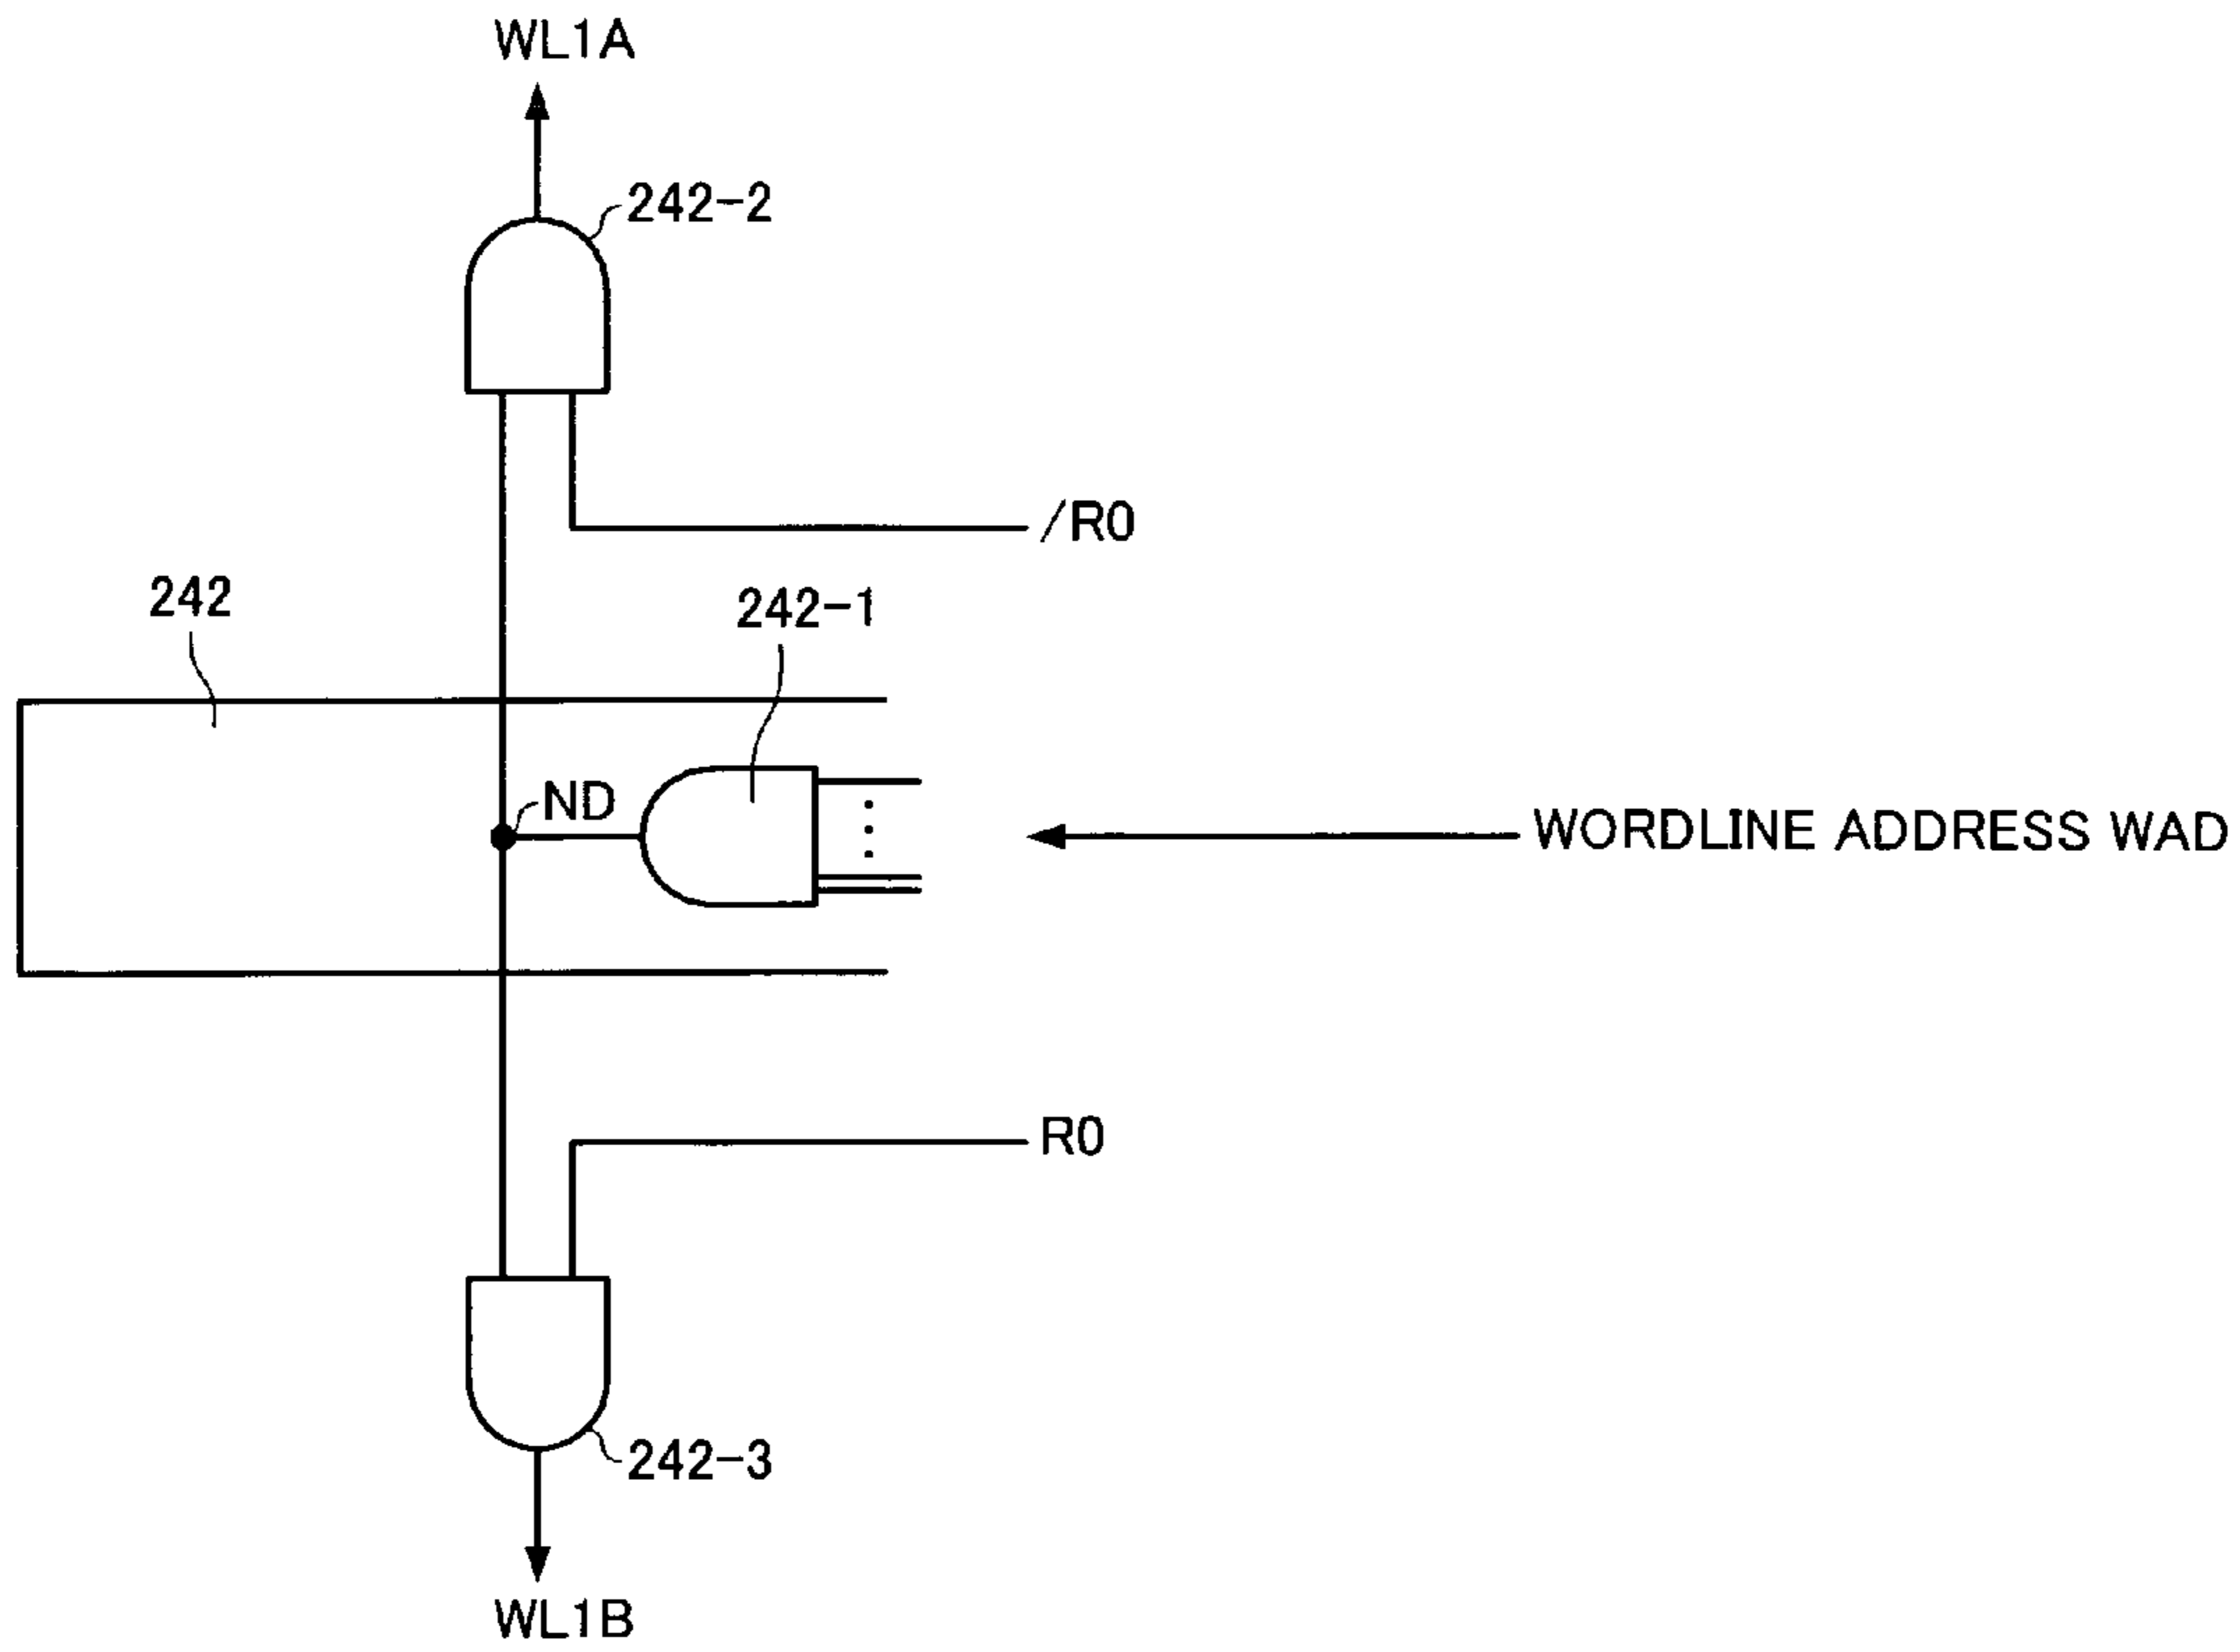 WL1A
242-2
/R0
242
242-1
ND
WORDLINE ADDRESS WAD
R0
242-3
WL1B